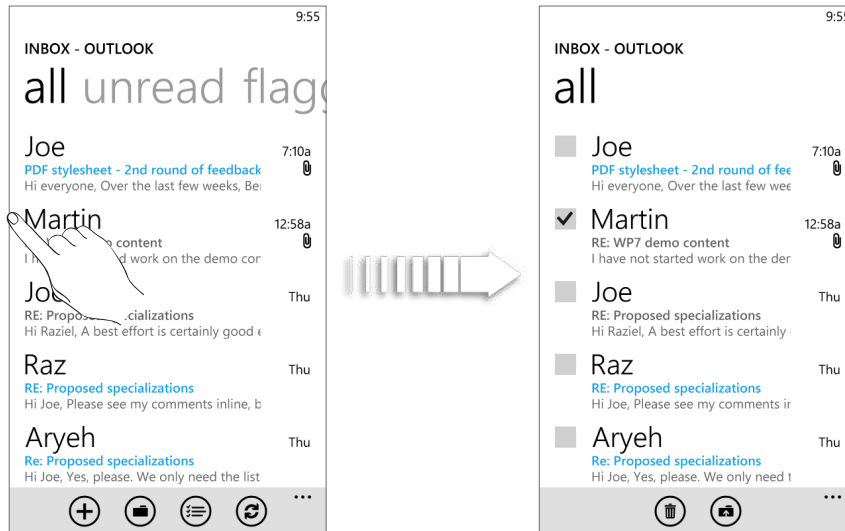 9:55
INBOX - OUTLOOK
all unread flagg
Joe
7:10a
PDF stylesheet - 2nd round of feedback
Hi everyone, Over the last few weeks, Be
Martin
12:58a
content
work on the demo con
Joe
Thu
RE: Propos
cializations
Hi Raziel, A best effort is certainly good e
Raz
Thu
RE: Proposed specializations
Hi Joe, Please see my comments inline, b
Aryeh
Thu
Re: Proposed specializations
Hi Joe, Yes, please. We only need the list
9:55
INBOX - OUTLOOK
all
Joe
7:10a
PDF stylesheet - 2nd round of fee
Hi everyone, Over the last few wee
Martin
12:58a
RE: WP7 demo content
I have not started work on the der
Joe
Thu
RE: Proposed specializations
Hi Raziel, A best effort is certainly
Raz
Thu
RE: Proposed specializations
Hi Joe, Please see my comments ir
Aryeh
Thu
Re: Proposed specializations
Hi Joe, Yes, please. We only need t